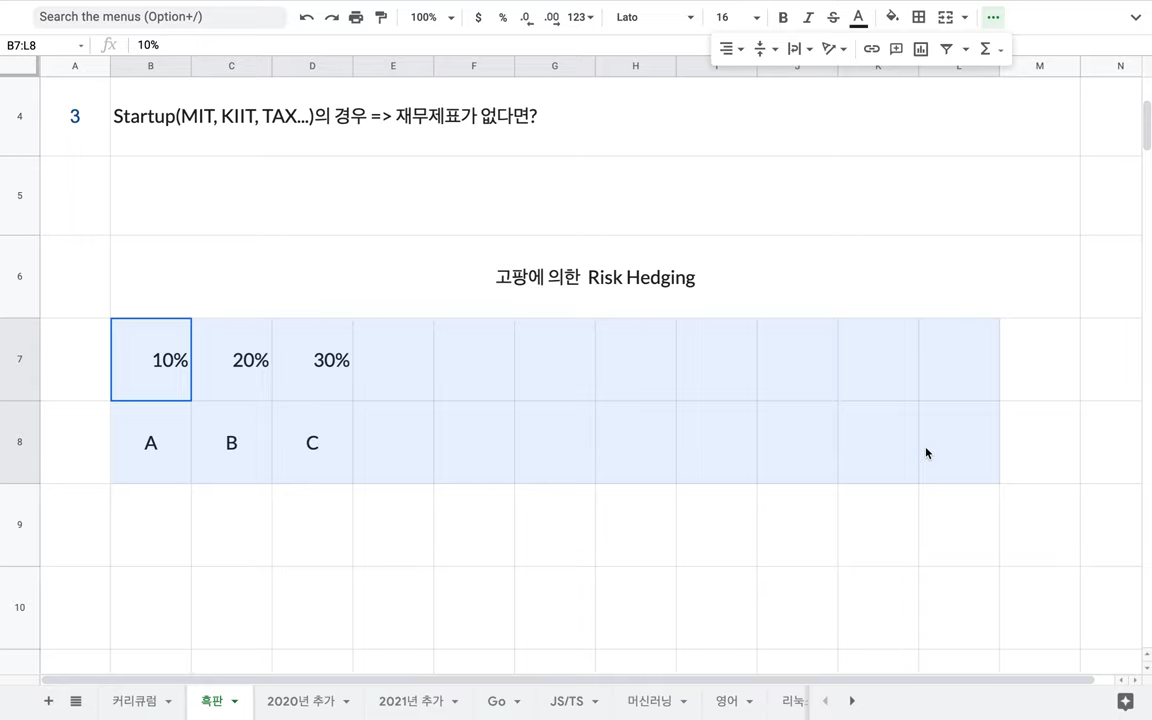 Search the menus (Option+/) 100% $ % .0 .00 123 Lato 16 B I S A
B7:L8 fx 10%
A B C D E F G H I J K L M N
4 3 Startup(MIT, KIIT, TAX...)의 경우 => 재무제표가 없다면?
5
6 고팡에 의한 Risk Hedging
7 10% 20% 30%
8 A B C
9
10
커리큐럼 흑판 2020년 추가 2021년 추가 Go JS/TS 머신러닝 영어 리눅